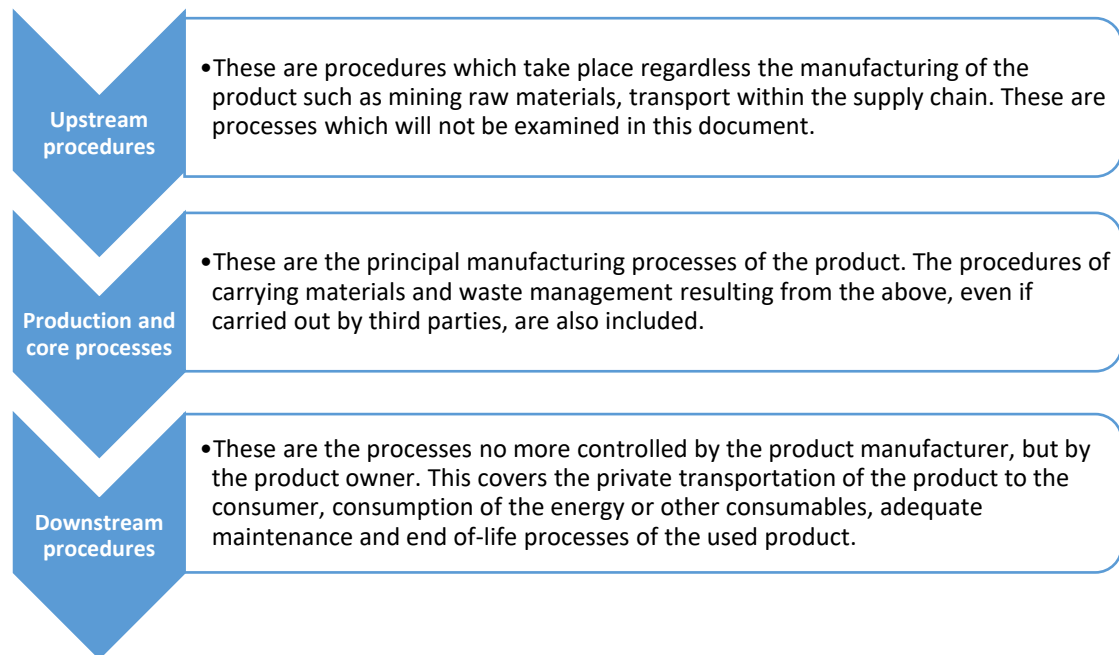 Upstream
procedures
•These are procedures which take place regardless the manufacturing of the
product such as mining raw materials, transport within the supply chain. These are
processes which will not be examined in this document.
Production and
core processes
•These are the principal manufacturing processes of the product. The procedures of
carrying materials and waste management resulting from the above, even if
carried out by third parties, are also included.
Downstream
procedures
•These are the processes no more controlled by the product manufacturer, but by
the product owner. This covers the private transportation of the product to the
consumer, consumption of the energy or other consumables, adequate
maintenance and end of-life processes of the used product.